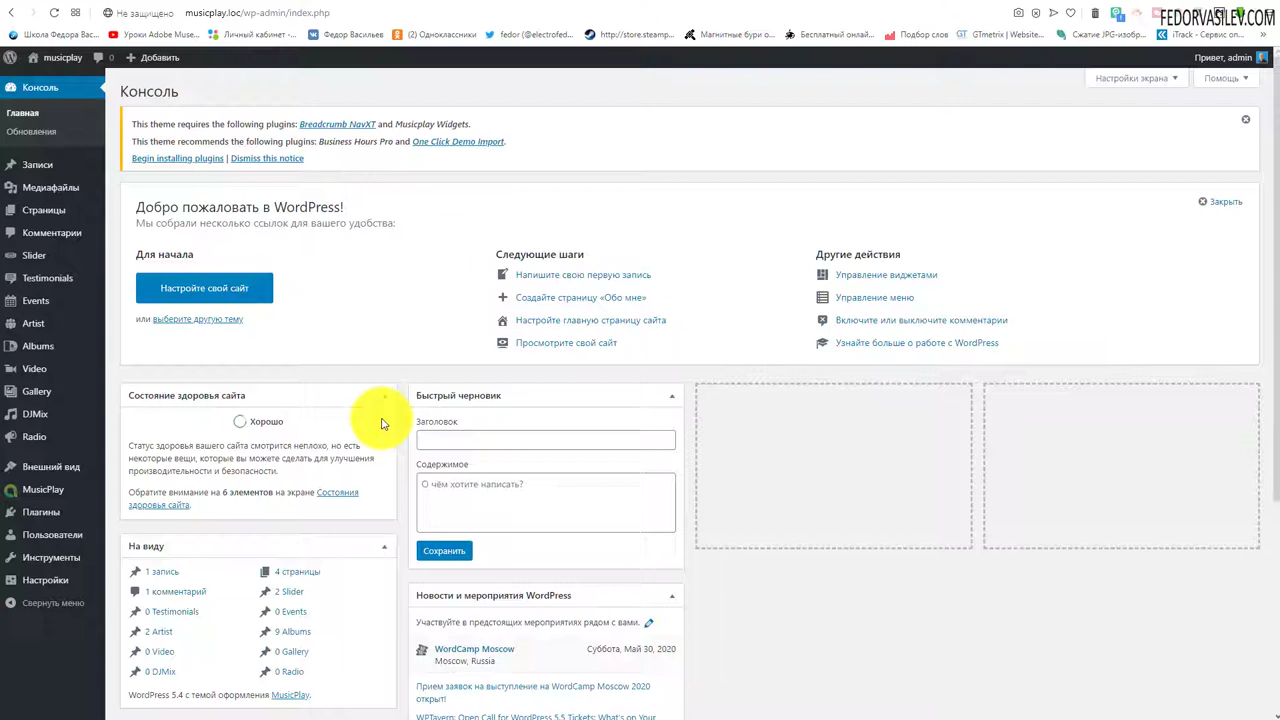 Не защищено musicplay.loc/wp-admin/index.php
FEDORVASILEV.COM
Школа Федора Вас...
Уроки Adobe Muse...
Личный кабинет -...
Федор Васильев
(2) Одноклассники
fedor (@electrofed...
http://store.steamp...
Магнитные бури о...
Бесплатный онлай...
Подбор слов
GTmetrix | Website...
Сжатие JPG-изобр...
iTrack - Сервис оп...
musicplay
0
Добавить
Привет, admin
Консоль
Главная
Обновления
Записи
Медиафайлы
Страницы
Комментарии
Slider
Testimonials
Events
Artist
Albums
Video
Gallery
DJMix
Radio
Внешний вид
MusicPlay
Плагины
Пользователи
Инструменты
Настройки
Свернуть меню
Настройки экрана
Помощь
Консоль
This theme requires the following plugins: Breadcrumb NavXT and Musicplay Widgets.
This theme recommends the following plugins: Business Hours Pro and One Click Demo Import.
Begin installing plugins | Dismiss this notice
Добро пожаловать в WordPress!
Закрыть
Мы собрали несколько ссылок для вашего удобства:
Для начала
Настройте свой сайт
или выберите другую тему
Следующие шаги
Напишите свою первую запись
Создайте страницу «Обо мне»
Настройте главную страницу сайта
Просмотрите свой сайт
Другие действия
Управление виджетами
Управление меню
Включите или выключите комментарии
Узнайте больше о работе с WordPress
Состояние здоровья сайта
Хорошо
Статус здоровья вашего сайта смотрится неплохо, но есть
некоторые вещи, которые вы можете сделать для улучшения
производительности и безопасности.
Обратите внимание на 6 элементов на экране Состояния
здоровья сайта.
На виду
1 запись
4 страницы
1 комментарий
2 Slider
0 Testimonials
0 Events
2 Artist
9 Albums
0 Video
0 Gallery
0 DJMix
0 Radio
WordPress 5.4 с темой оформления MusicPlay.
Быстрый черновик
Заголовок
Содержимое
О чём хотите написать?
Сохранить
Новости и мероприятия WordPress
Участвуйте в предстоящих мероприятиях рядом с вами.
WordCamp Moscow
Суббота, Май 30, 2020
Moscow, Russia
Прием заявок на выступление на WordCamp Moscow 2020
открыт!
WPTavern: Open Call for WordPress 5.5 Tickets: What's on Your